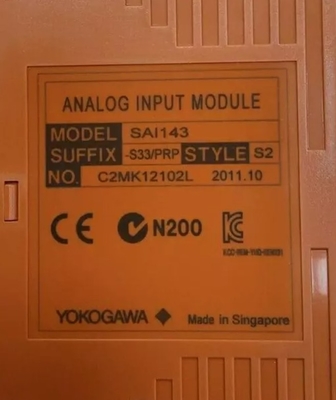 ANALOG INPUT MODULE
MODEL SAI143
SUFFIX -S33/PRP STYLE S2
NO. C2MK12102L 2011.10
CE N200
YOKOGAWA Made in Singapore